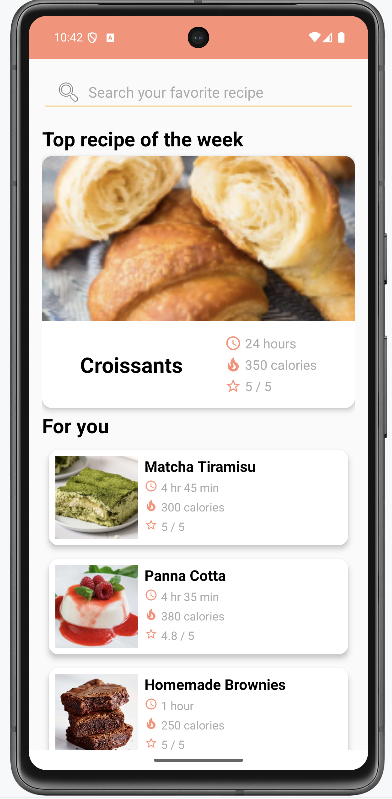 10:42
Search your favorite recipe
Top recipe of the week
Croissants
24 hours
350 calories
5 / 5
For you
Matcha Tiramisu
4 hr 45 min
300 calories
5 / 5
Panna Cotta
4 hr 35 min
380 calories
4.8 / 5
Homemade Brownies
1 hour
250 calories
5 / 5